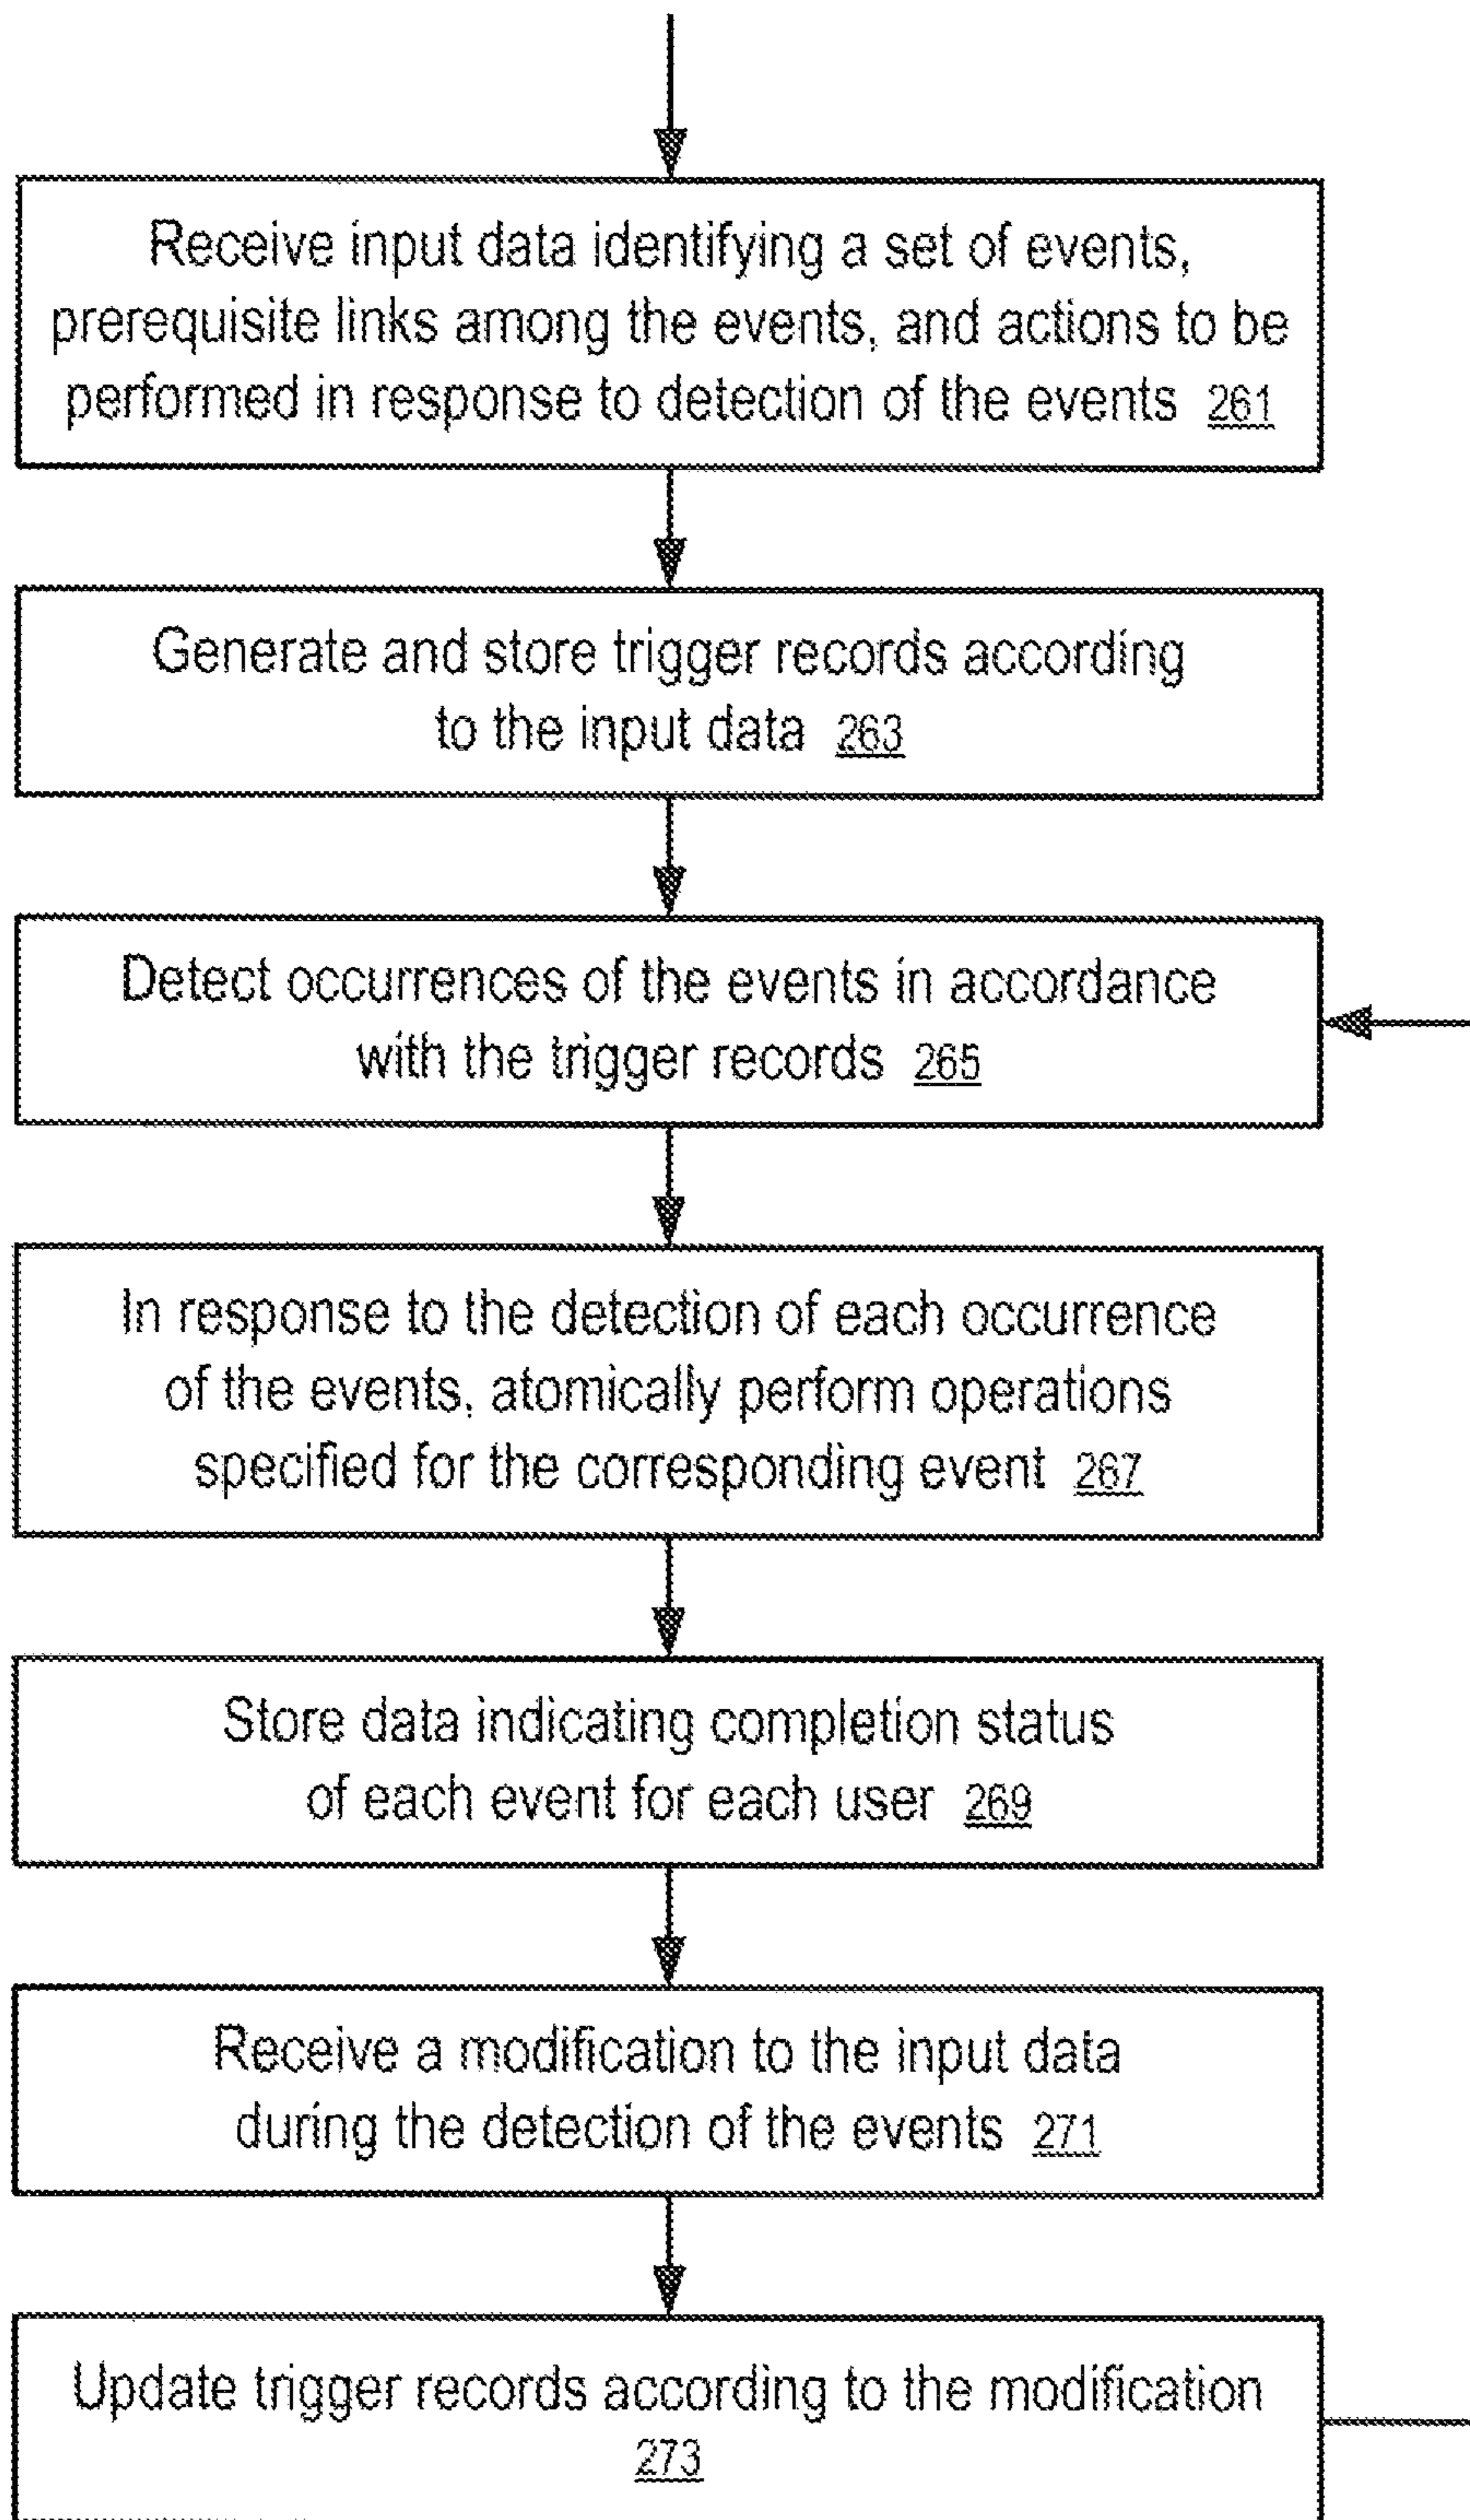 Receive input data identifying a set of events,
prerequisite links among the events, and actions to be
performed in response to detection of the events 261
Generate and store trigger records according
to the input data 263
Detect occurrences of the events in accordance
with the trigger records 265
In response to the detection of each occurrence
of the events, atomically perform operations
specified for the corresponding event 267
Store data indicating completion status
of each event for each user 269
Receive a modification to the input data
during the detection of the events 271
Update trigger records according to the modification
273